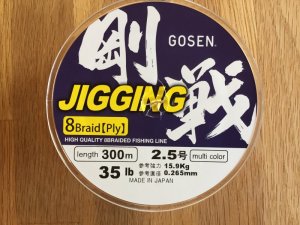 GOSEN®
剛戦
JIGGING
8Braid【Ply】
HIGH QUALITY 8BRAIDED FISHING LINE
length 300m 2.5号 multi color
35 lb 参考強力 15.9Kg
参考直径 0.265mm
MADE IN JAPAN